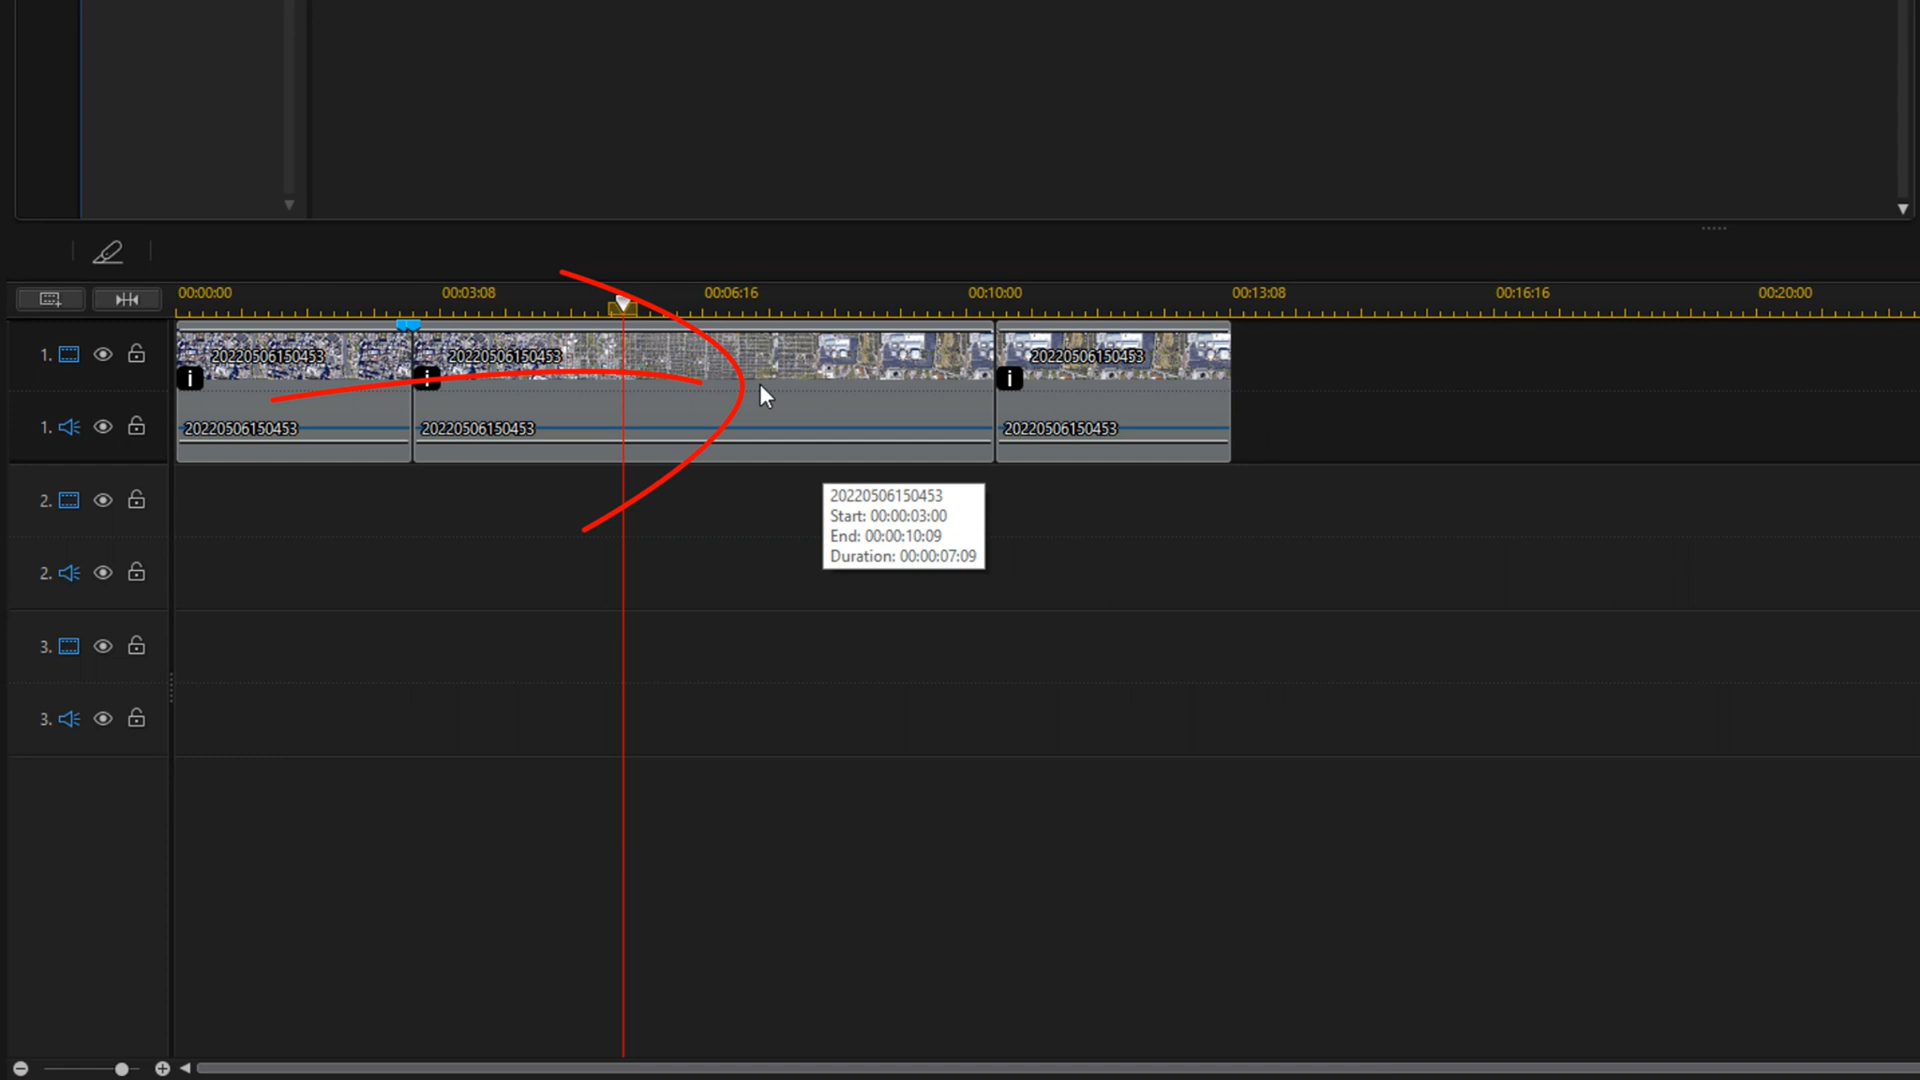 00:00:00 00:03:08 00:06:16 00:10:00 00:13:08 00:16:16 00:20:00
1. 20220506150453 20220506150453 20220506150453
i i i
1. 20220506150453 20220506150453 20220506150453
2.
20220506150453
Start: 00:00:03:00
End: 00:00:10:09
Duration: 00:00:07:09
2.
3.
3.